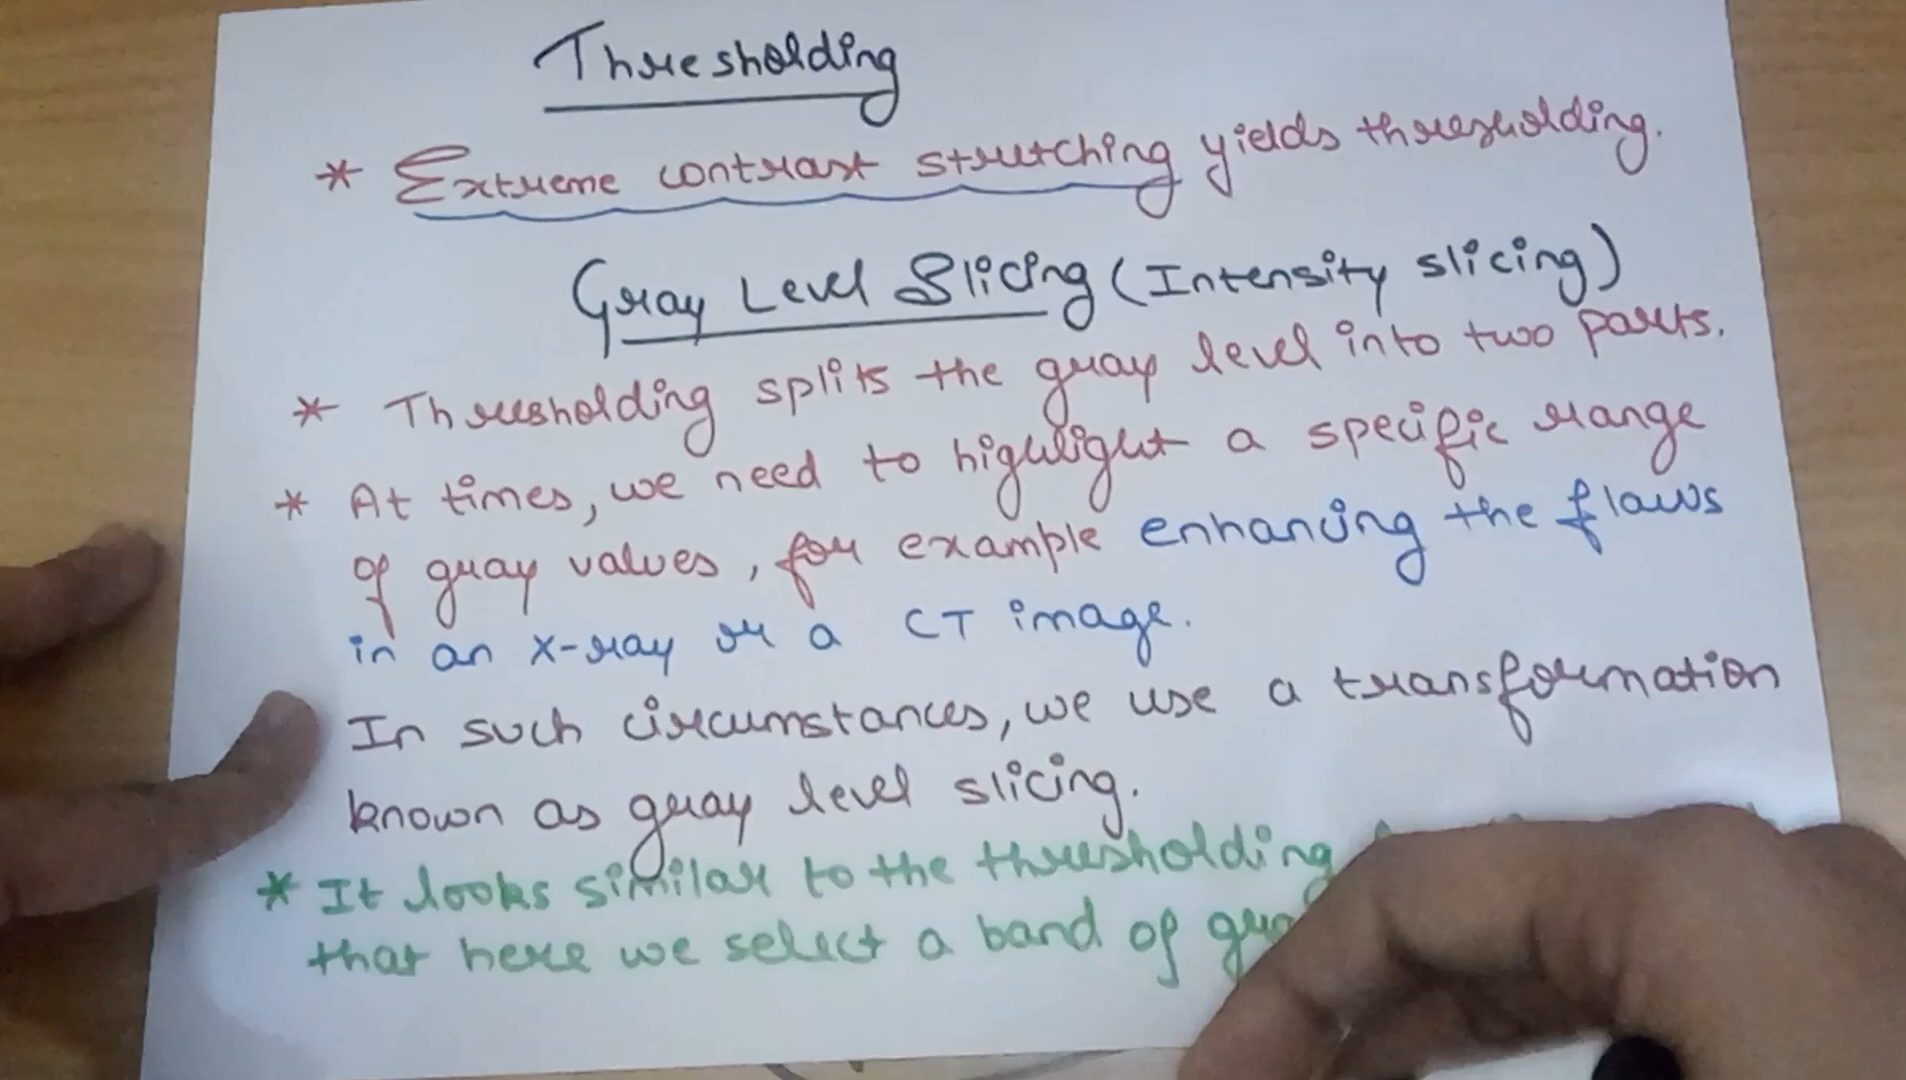 Thresholding
* Extreme contrast stretching yields thresholding.
Gray Level Slicing (Intensity slicing)
* Thresholding splits the gray level into two parts.
* At times, we need to highlight a specific range
of gray values, for example enhancing the flaws
in an x-ray or a CT image.
In such circumstances, we use a transformation
known as gray level slicing.
* It looks similar to the thresholding
that here we select a band of